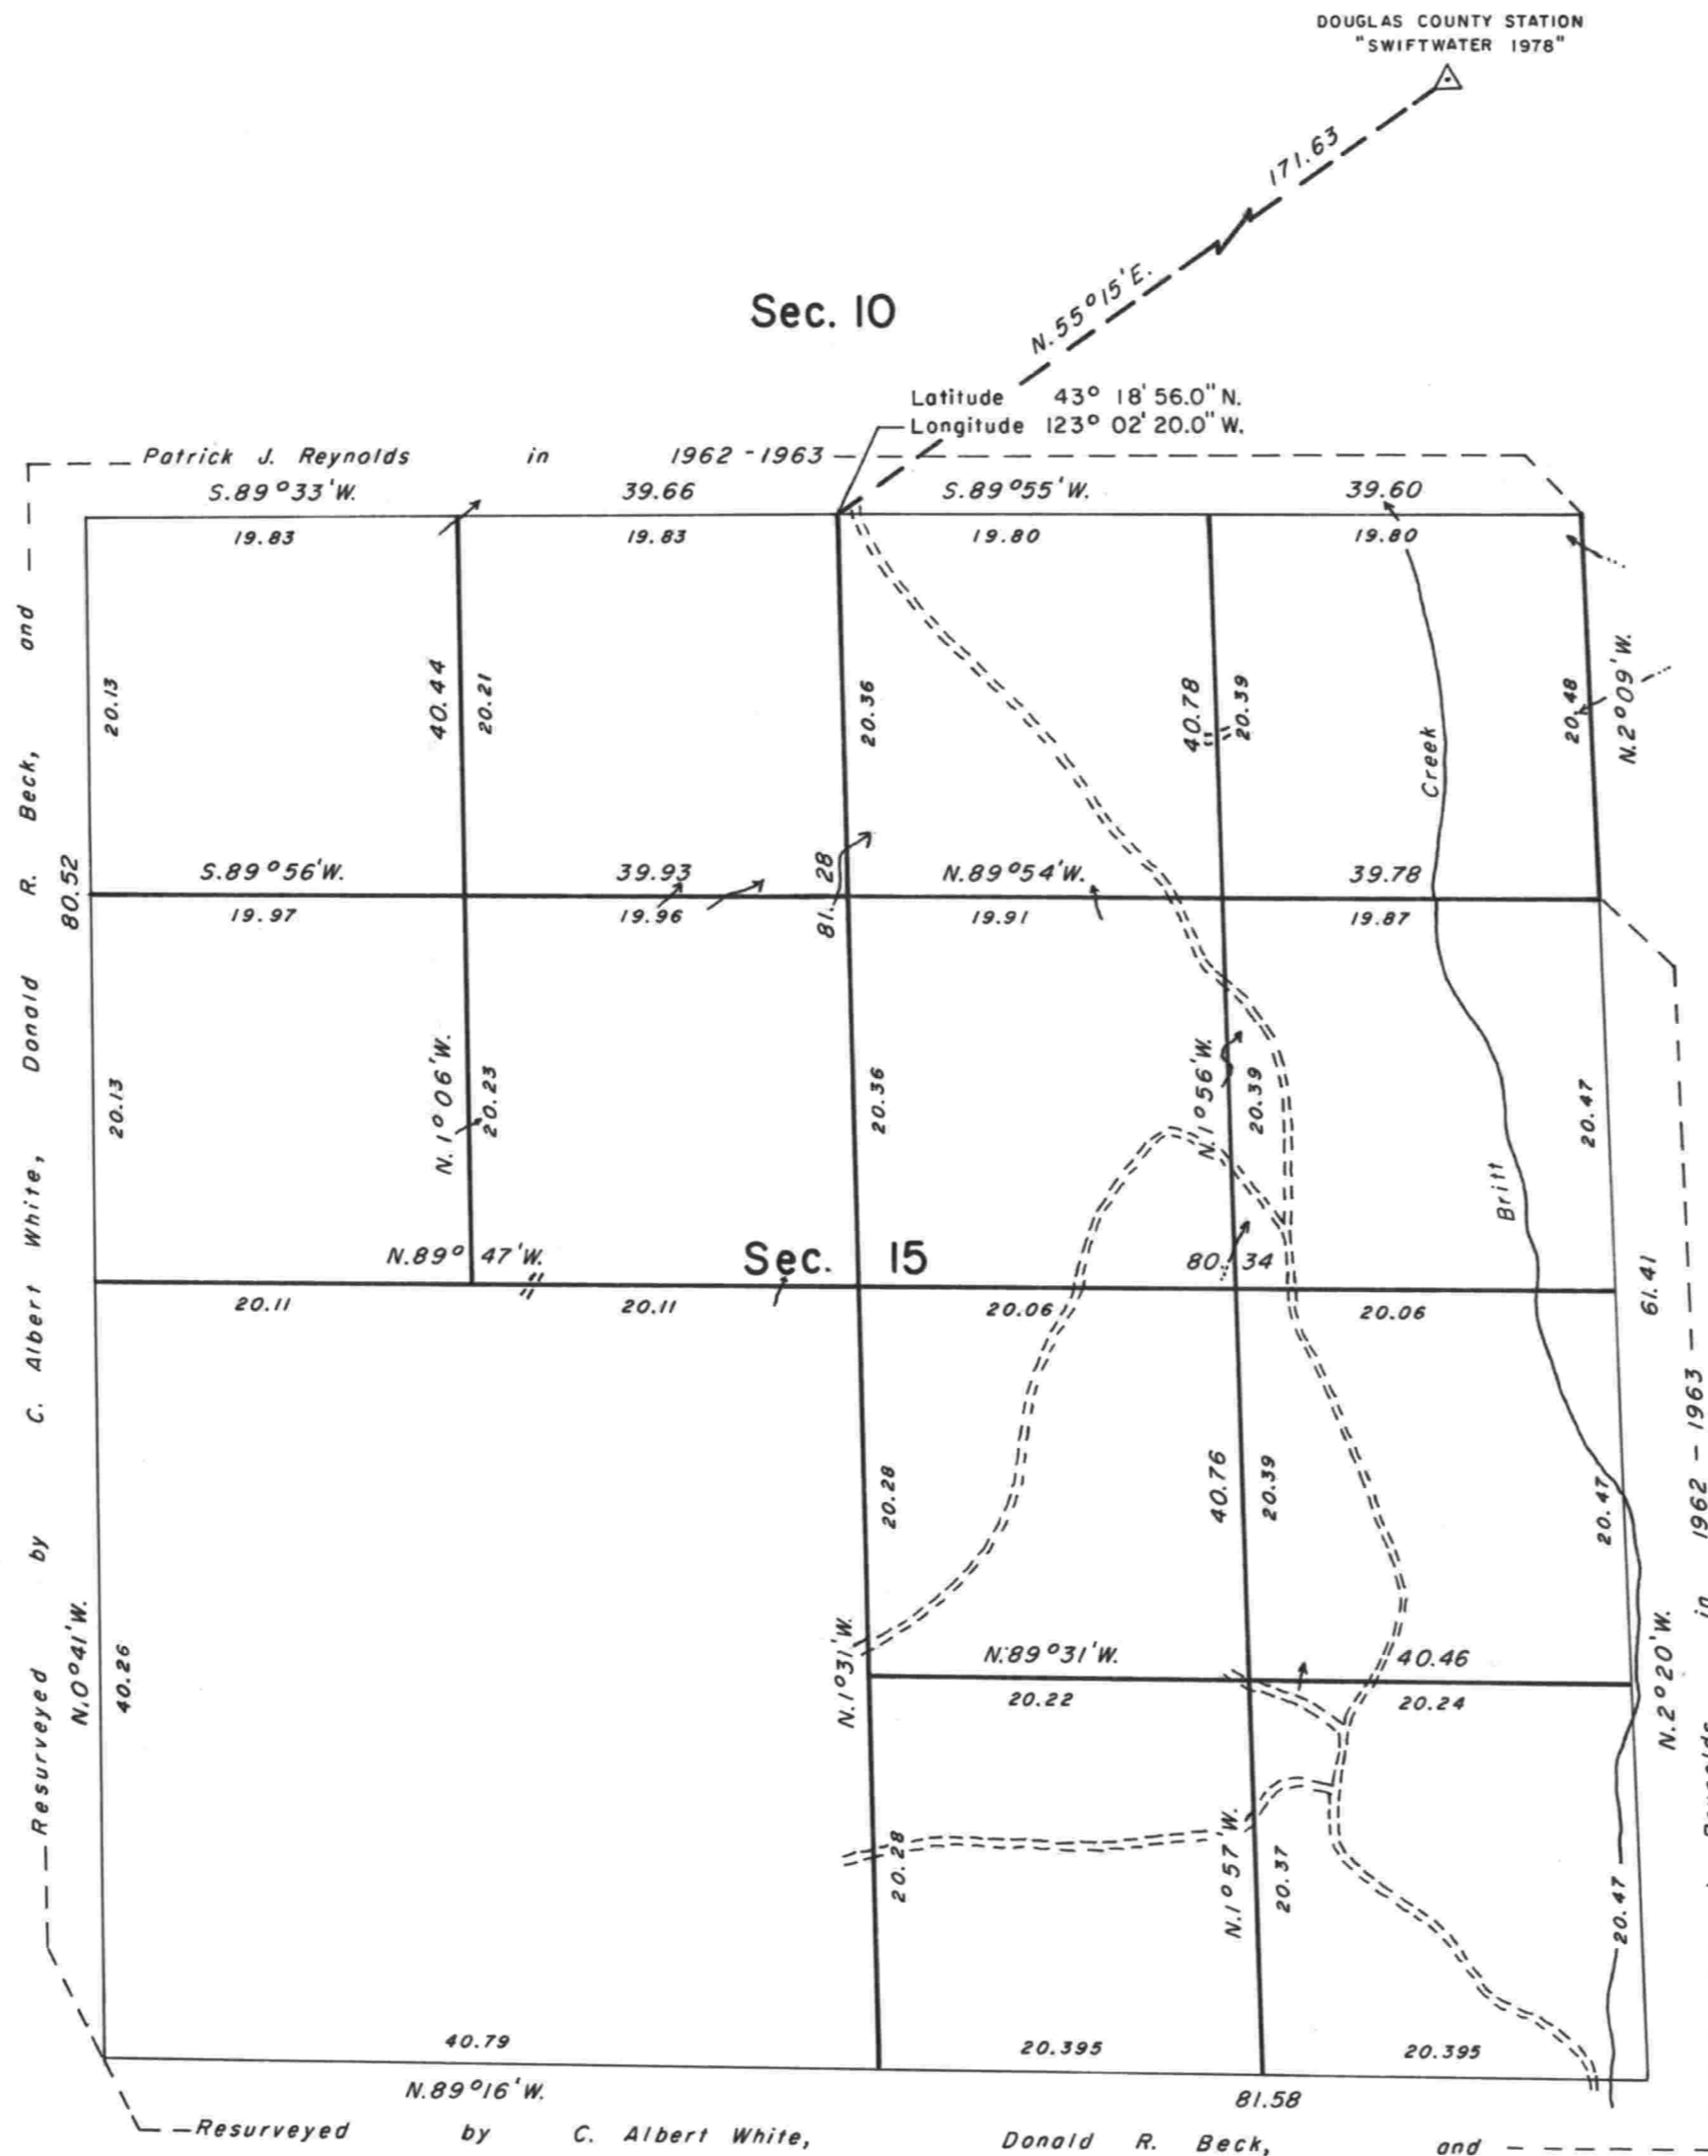 DOUGLAS COUNTY STATION
"SWIFTWATER 1978"
171.63
N.55°15'E.
Sec. 10
Latitude 43° 18' 56.0" N.
Longitude 123° 02' 20.0" W.
Patrick J. Reynolds in 1962 - 1963
S.89°33'W. 39.66 S.89°55'W. 39.60
19.83 19.83 19.80 19.80
20.13 40.44 20.21 20.36 40.78 20.39 20.48 N.2°09'W.
Creek
80.52
S.89°56'W. 39.93 81.28 N.89°54'W. 39.78
19.97 19.96 19.91 19.87
20.13 N.1°06'W. 20.23 20.36 N.1°56'W. 20.39 20.47
Britt
N.89°47'W. Sec. 15 80.34
20.11 20.11 20.06 20.06
61.41
20.28 40.76 20.39 20.47
N.0°41'W. 40.26 N.1°31'W. N.2°20'W.
N.89°31'W. 40.46
20.22 20.24
20.28 N.1°57'W. 20.37 20.47
40.79 20.395 20.395
N.89°16'W. 81.58
Resurveyed by C. Albert White, Donald R. Beck, and
Resurveyed by C. Albert White, Donald R. Beck, and
in 1962 - 1963